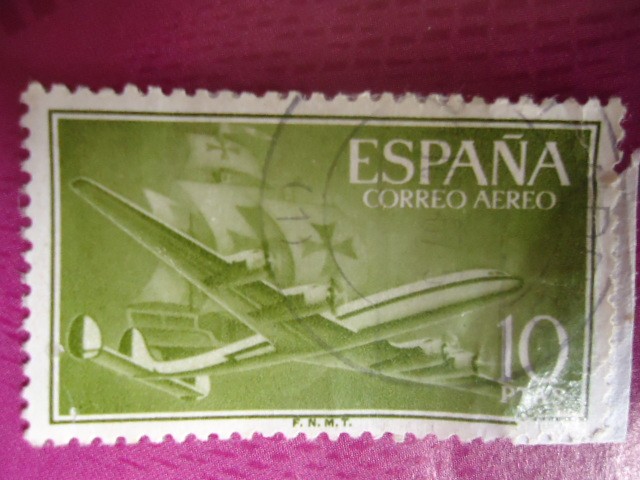 ESPAÑA
CORREO AEREO
10
F. N. M. T.